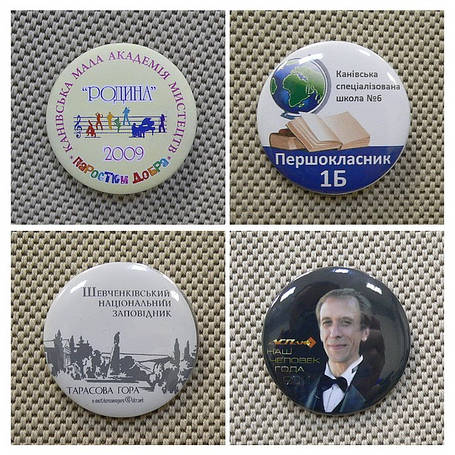 КАНІВСЬКА МАЛА АКАДЕМІЯ МИСТЕЦТВ
"РОДИНА"
2009
ПАРОСТКИ ДОБРА
Канівська
спеціалізована
школа №6
Першокласник
1Б
ШЕВЧЕНКІВСЬКИЙ
НАЦІОНАЛЬНИЙ
ЗАПОВІДНИК
ТАРАСОВА ГОРА
НАШ
ЧЕЛОВЕК
ГОДА